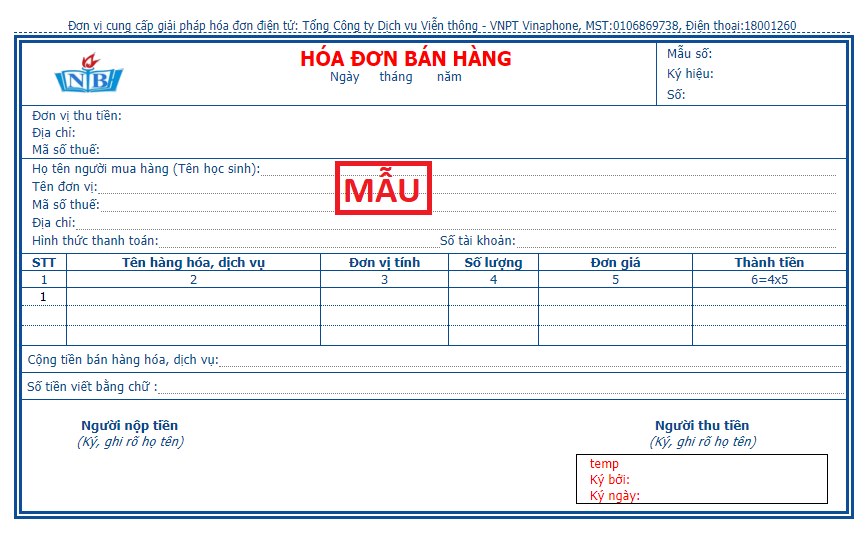 Đơn vị cung cấp giải pháp hóa đơn điện tử: Tổng Công ty Dịch vụ Viễn thông - VNPT Vinaphone, MST:0106869738, Điện thoại:18001260
NB
HÓA ĐƠN BÁN HÀNG
Ngày tháng năm
Mẫu số:
Ký hiệu:
Số:
Đơn vị thu tiền:
Địa chỉ:
Mã số thuế:
Họ tên người mua hàng (Tên học sinh):
Tên đơn vị:
MẪU
Mã số thuế:
Địa chỉ:
Hình thức thanh toán: Số tài khoản:
STT Tên hàng hóa, dịch vụ Đơn vị tính Số lượng Đơn giá Thành tiền
1 2 3 4 5 6=4x5
1
Cộng tiền bán hàng hóa, dịch vụ:
Số tiền viết bằng chữ :
Người nộp tiền Người thu tiền
(Ký, ghi rõ họ tên) (Ký, ghi rõ họ tên)
temp
Ký bởi:
Ký ngày: